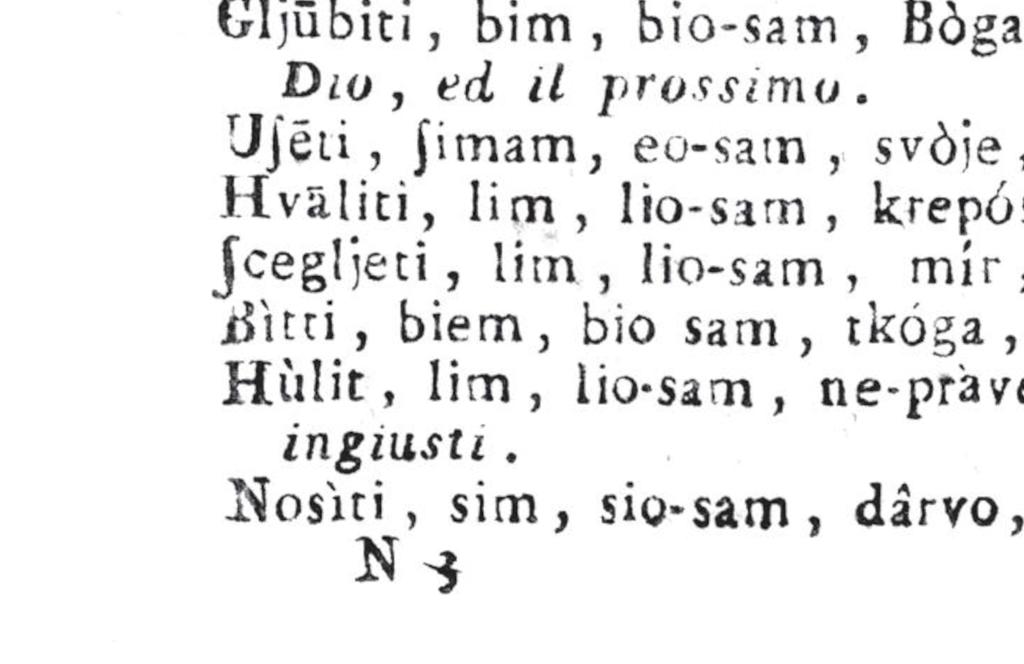 Gljūbiti, bim, bio-sam, Bòga
Dio, ed il prossimo.
Uſēti, ſimam, eo-sam, svòje,
Hvāliti, lim, lio-sam, krepó
ſcegljeti, lim, lio-sam, mír,
Bìtti, biem, bio sam, tkóga,
Hùlit, lim, lio-sam, ne-pràve
ingiusti.
Nosìti, sim, sio-sam, dârvo,
N 3